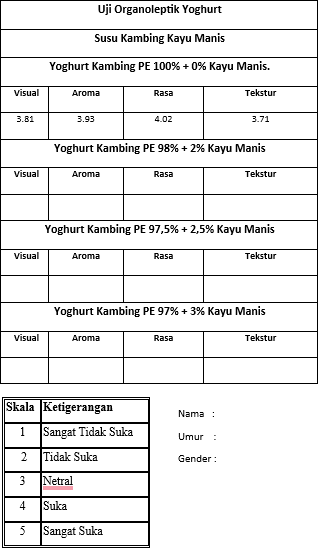 Uji Organoleptik Yoghurt
Susu Kambing Kayu Manis
Yoghurt Kambing PE 100% + 0% Kayu Manis.
Visual Aroma Rasa Tekstur
3.81 3.93 4.02 3.71
Yoghurt Kambing PE 98% + 2% Kayu Manis
Visual Aroma Rasa Tekstur
Yoghurt Kambing PE 97,5% + 2,5% Kayu Manis
Visual Aroma Rasa Tekstur
Yoghurt Kambing PE 97% + 3% Kayu Manis
Visual Aroma Rasa Tekstur
Skala Ketigerangan
1 Sangat Tidak Suka
2 Tidak Suka
3 Netral
4 Suka
5 Sangat Suka
Nama :
Umur :
Gender :